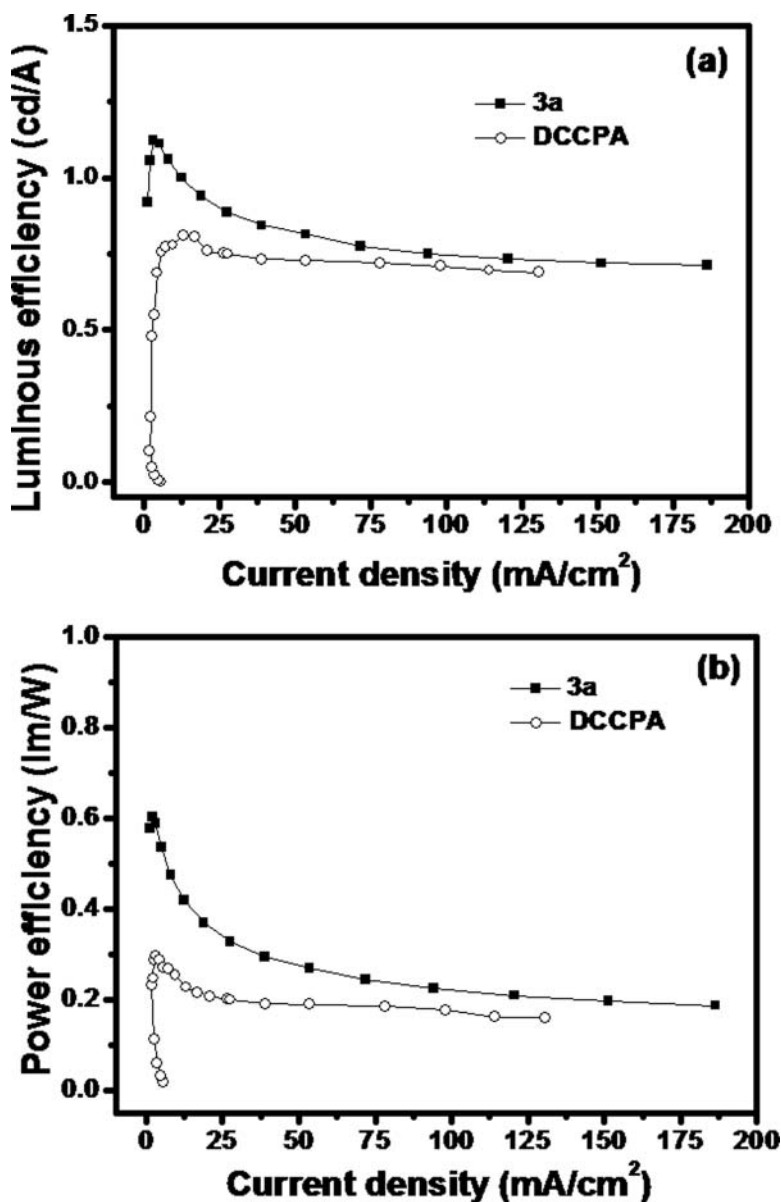 (a)
3a
DCCPA
Luminous efficiency (cd/A)
1.5
1.0
0.5
0.0
0 25 50 75 100 125 150 175 200
Current density (mA/cm²)
(b)
3a
DCCPA
Power efficiency (lm/W)
1.0
0.8
0.6
0.4
0.2
0.0
0 25 50 75 100 125 150 175 200
Current density (mA/cm²)